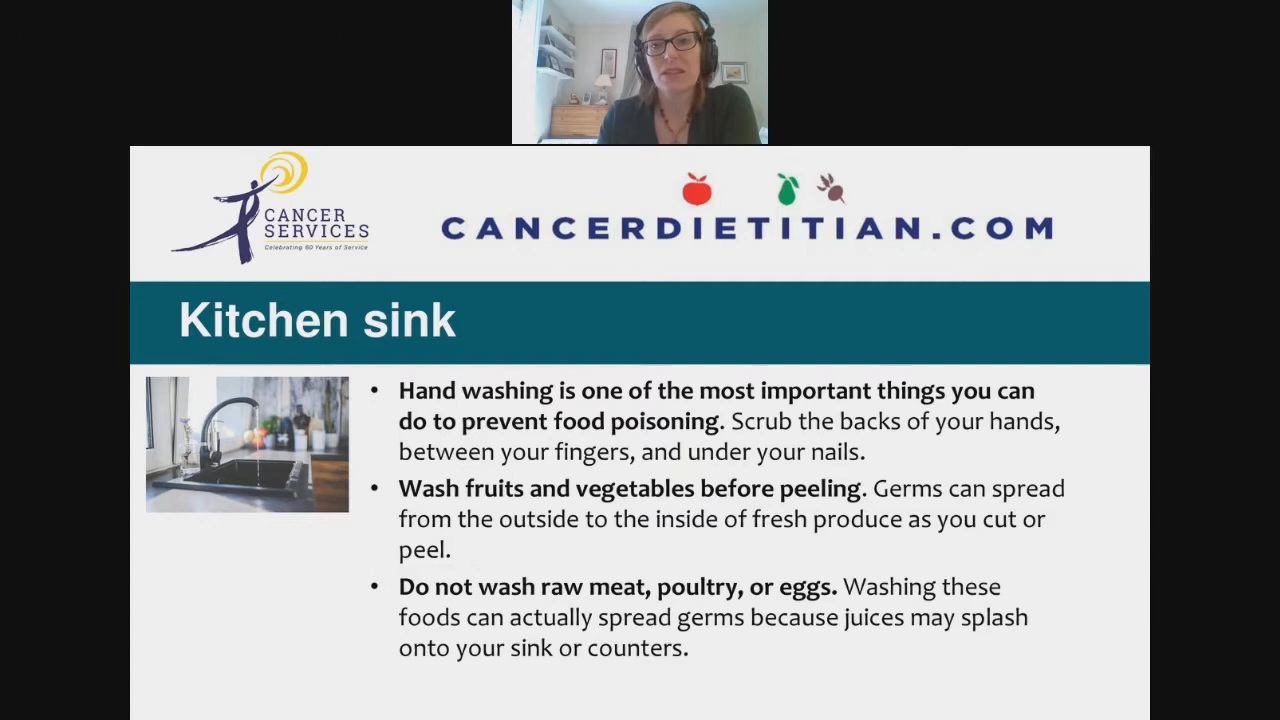 CANCER
SERVICES
Celebrating 60 Years of Service
CANCERDIETITIAN.COM
Kitchen sink
• Hand washing is one of the most important things you can
do to prevent food poisoning. Scrub the backs of your hands,
between your fingers, and under your nails.
• Wash fruits and vegetables before peeling. Germs can spread
from the outside to the inside of fresh produce as you cut or
peel.
• Do not wash raw meat, poultry, or eggs. Washing these
foods can actually spread germs because juices may splash
onto your sink or counters.